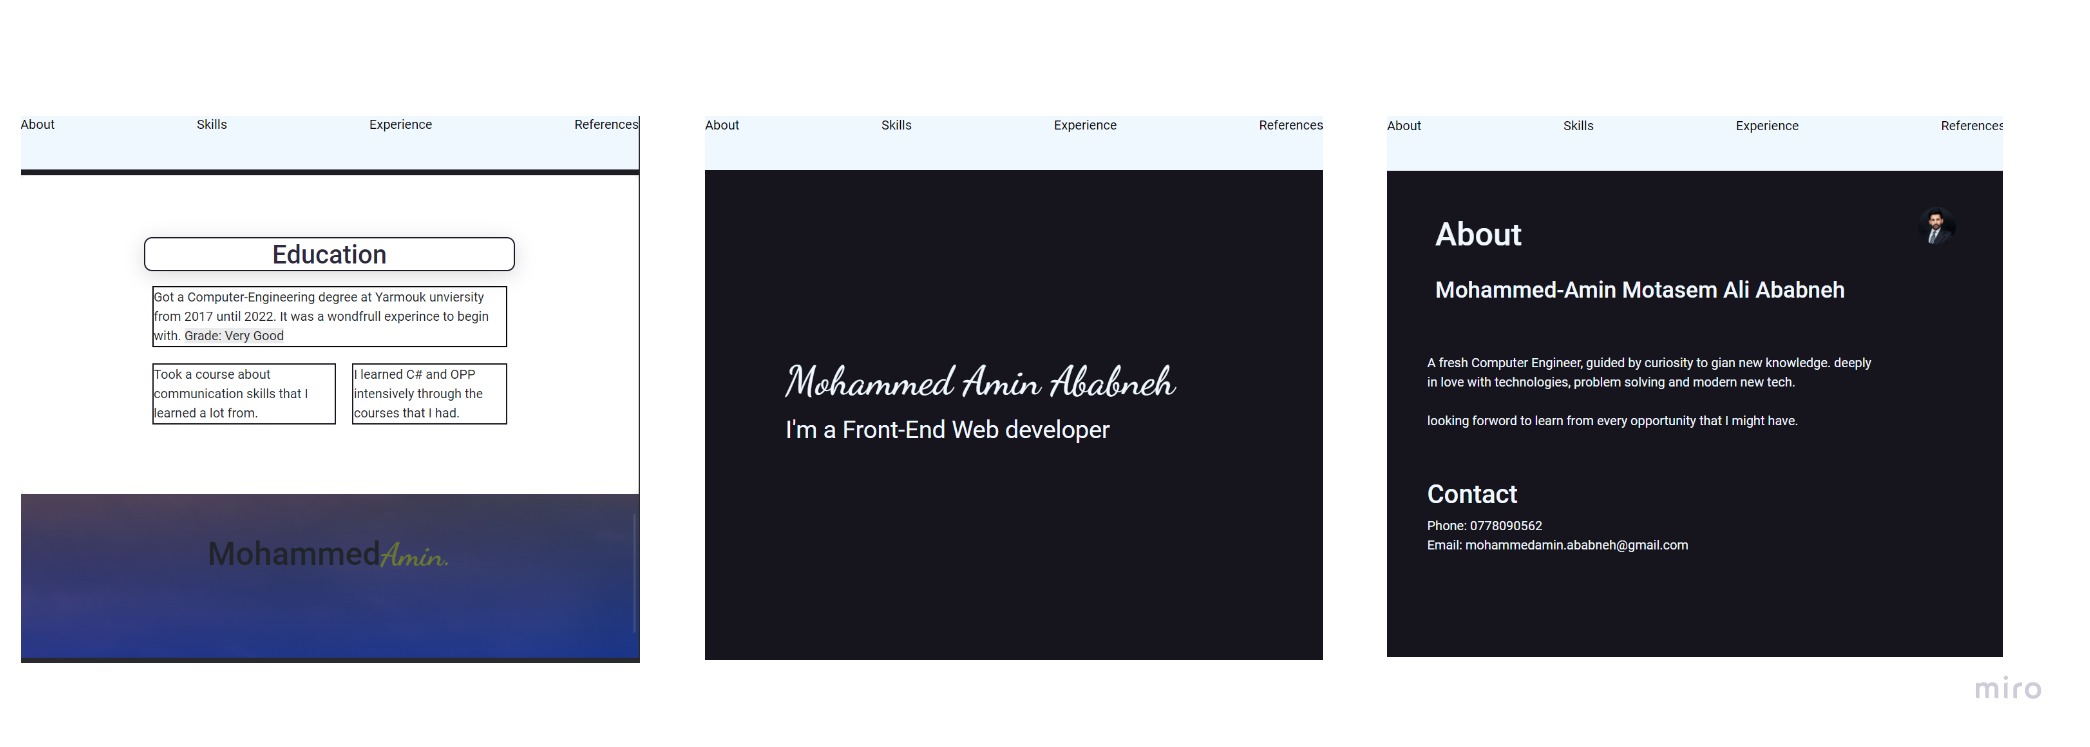 About Skills Experience References
Education
Got a Computer-Engineering degree at Yarmouk unviersity
from 2017 until 2022. It was a wondfrull experince to begin
with. Grade: Very Good
Took a course about
communication skills that I
learned a lot from.
I learned C# and OPP
intensively through the
courses that I had.
MohammedAmin.
About Skills Experience References
Mohammed Amin Ababneh
I'm a Front-End Web developer
About Skills Experience References
About
Mohammed-Amin Motasem Ali Ababneh
A fresh Computer Engineer, guided by curiosity to gian new knowledge. deeply
in love with technologies, problem solving and modern new tech.
looking forword to learn from every opportunity that I might have.
Contact
Phone: 0778090562
Email: mohammedamin.ababneh@gmail.com
miro